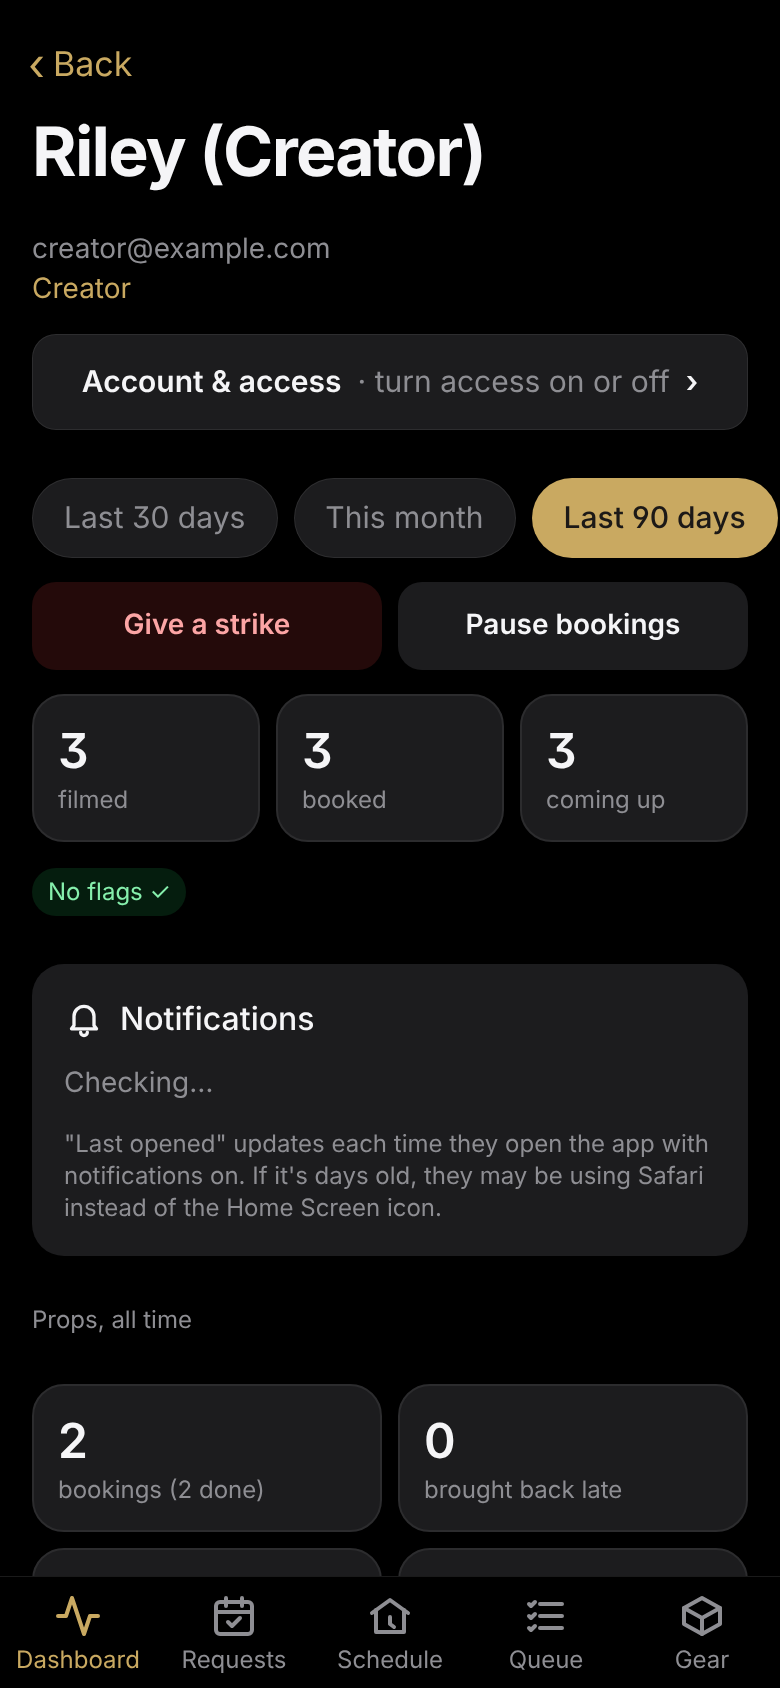 ‹ Back
Riley (Creator)
creator@example.com
Creator
Account & access · turn access on or off ›
Last 30 days This month Last 90 days
Give a strike Pause bookings
3 3 3
filmed booked coming up
No flags ✓
Notifications
Checking...
"Last opened" updates each time they open the app with
notifications on. If it's days old, they may be using Safari
instead of the Home Screen icon.
Props, all time
2 0
bookings (2 done) brought back late
Dashboard Requests Schedule Queue Gear